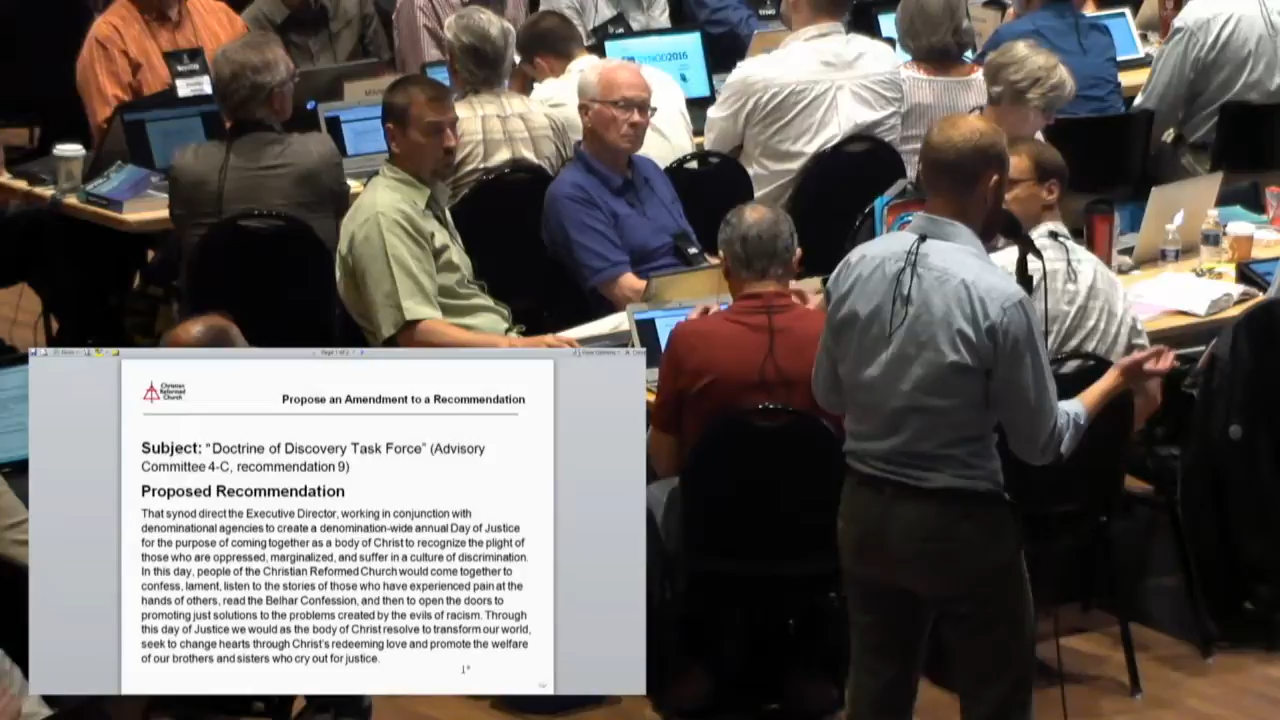 SYNOD2016
Page 1 of 2
Christian
Reformed
Church
Propose an Amendment to a Recommendation
Subject: "Doctrine of Discovery Task Force" (Advisory
Committee 4-C, recommendation 9)
Proposed Recommendation
That synod direct the Executive Director, working in conjunction with
denominational agencies to create a denomination-wide annual Day of Justice
for the purpose of coming together as a body of Christ to recognize the plight of
those who are oppressed, marginalized, and suffer in a culture of discrimination.
In this day, people of the Christian Reformed Church would come together to
confess, lament, listen to the stories of those who have experienced pain at the
hands of others, read the Belhar Confession, and then to open the doors to
promoting just solutions to the problems created by the evils of racism. Through
this day of Justice we would as the body of Christ resolve to transform our world,
seek to change hearts through Christ's redeeming love and promote the welfare
of our brothers and sisters who cry out for justice.